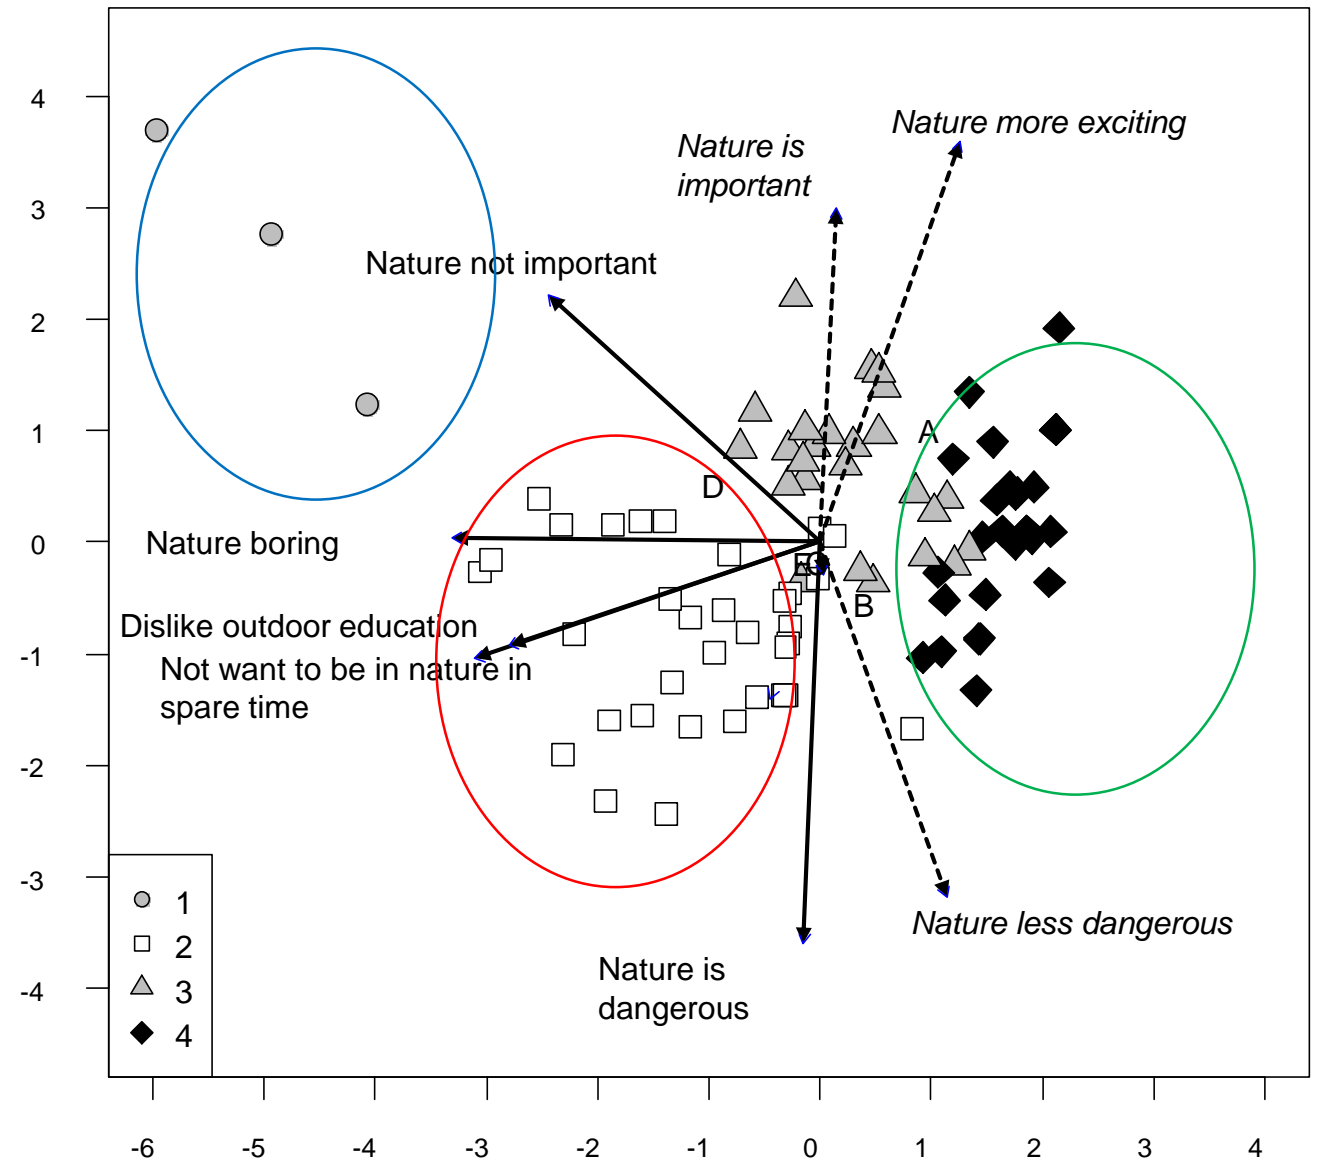 4
Nature more exciting
Nature is
important
3
Nature not important
2
1
A
D
0
Nature boring
E
C
B
Dislike outdoor education
-1
Not want to be in nature in
spare time
-2
-3
1
Nature less dangerous
2
Nature is
3
-4
dangerous
4
-6 -5 -4 -3 -2 -1 0 1 2 3 4